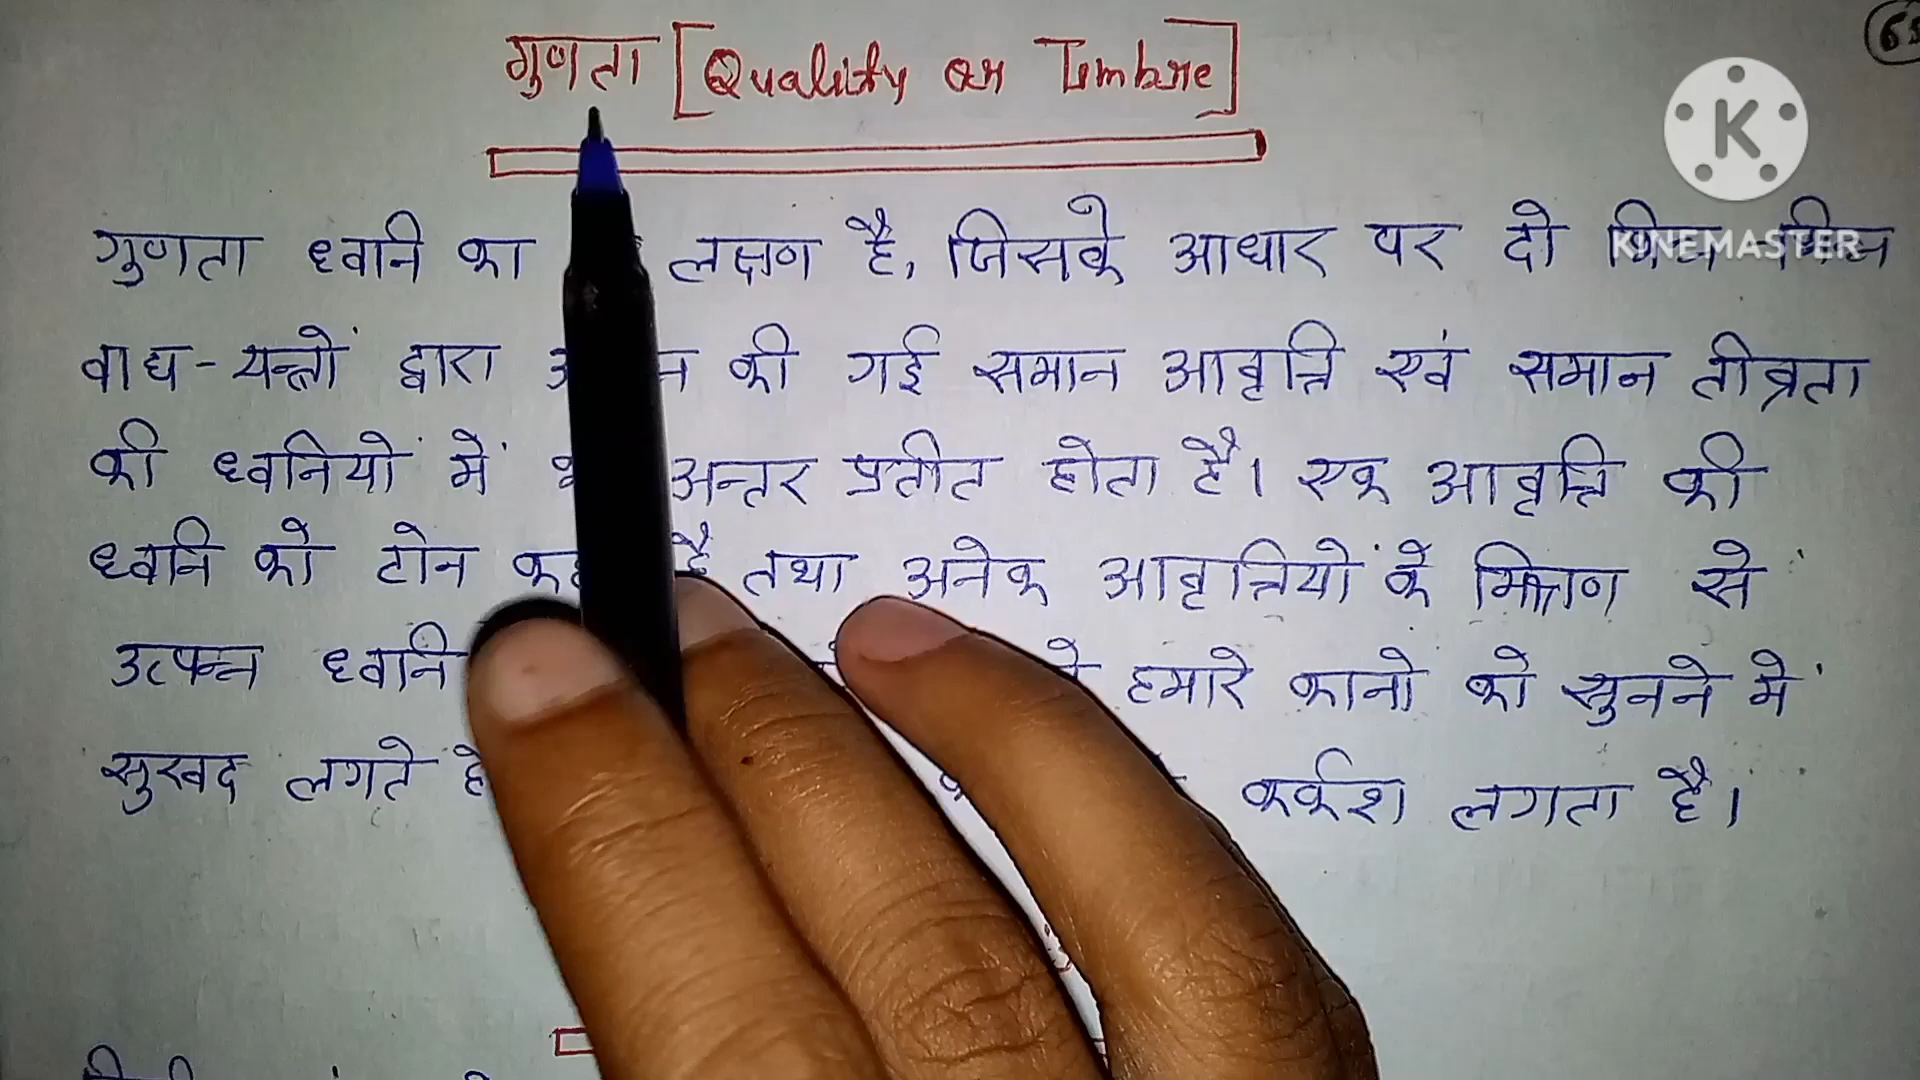 गुणता [Quality or Timbre]
65
K
KINEMASTER
गुणता ध्वनि का लक्षण है, जिसके आधार पर दो
वाद्य-यन्त्रों द्वारा की गई समान आवृत्ति एवं समान तीव्रता
की ध्वनियों में अन्तर प्रतीत होता है। एक आवृत्ति की
ध्वनि को टोन है तथा अनेक आवृत्तियों के मिश्रण से
उत्पन्न ध्वनि हमारे कानो को सुनने में
सुखद लगते कर्कश लगता है।